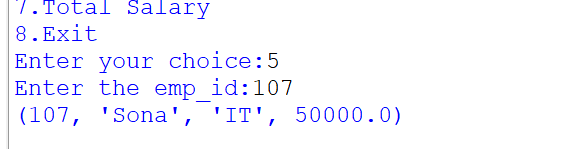 7.Total Salary
8.Exit
Enter your choice:5
Enter the emp_id:107
(107, 'Sona', 'IT', 50000.0)